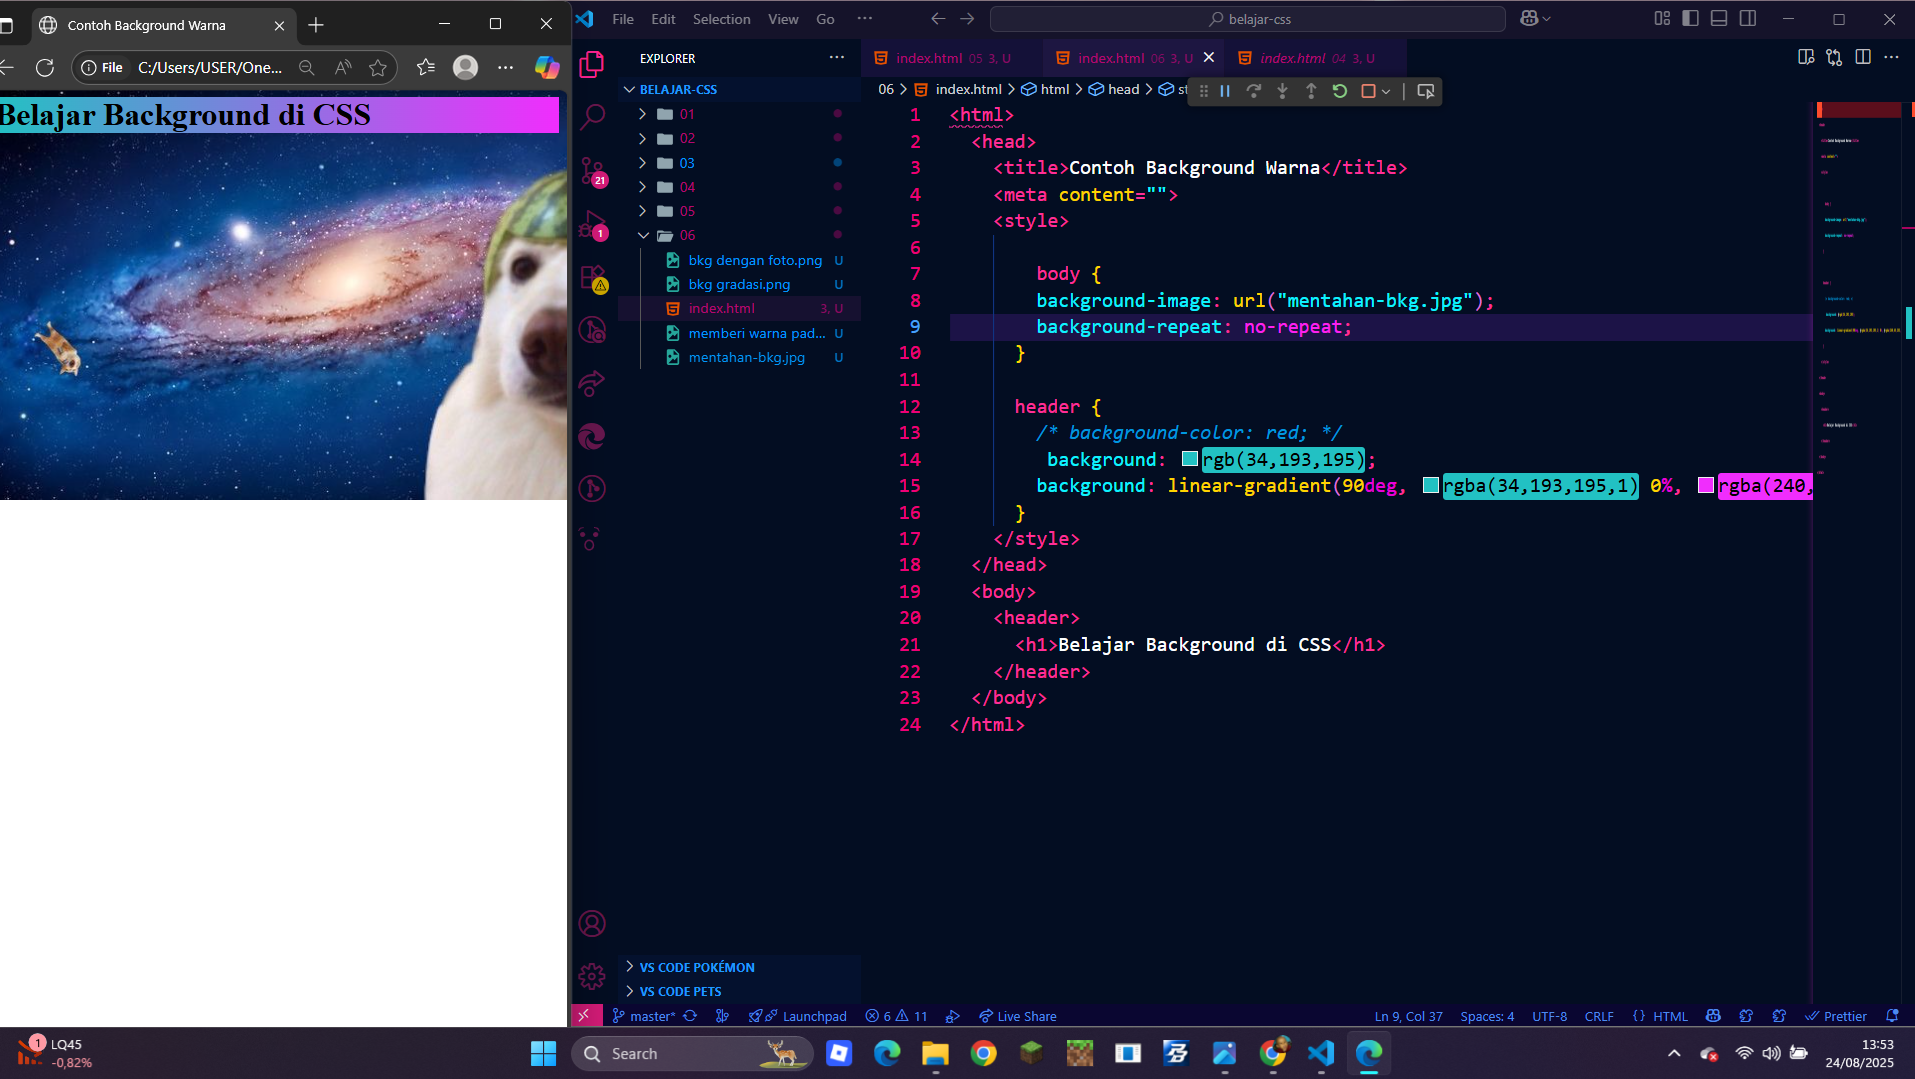 Contoh Background Warna
File C:/Users/USER/One...
Belajar Background di CSS
File Edit Selection View Go ...
belajar-css
EXPLORER
BELAJAR-CSS
01
02
03
04
05
06
bkg dengan foto.png U
bkg gradasi.png U
index.html 3, U
memberi warna pad... U
mentahan-bkg.jpg U
21
1
VS CODE POKÉMON
VS CODE PETS
index.html 05 3, U
index.html 06 3, U
index.html 04 3, U
06 > index.html > html > head > st
1 <html>
2 <head>
3 <title>Contoh Background Warna</title>
4 <meta content="">
5 <style>
6
7 body {
8 background-image: url("mentahan-bkg.jpg");
9 background-repeat: no-repeat;
10 }
11
12 header {
13 /* background-color: red; */
14 background: rgb(34,193,195);
15 background: linear-gradient(90deg, rgba(34,193,195,1) 0%, rgba(240,
16 }
17 </style>
18 </head>
19 <body>
20 <header>
21 <h1>Belajar Background di CSS</h1>
22 </header>
23 </body>
24 </html>
master* Launchpad 6 11 Live Share
Ln 9, Col 37 Spaces: 4 UTF-8 CRLF {} HTML Prettier
1
LQ45
-0,82%
Search
13:53
24/08/2025